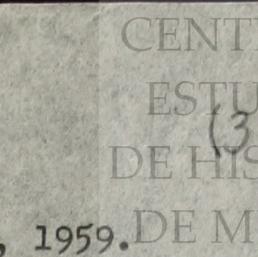 CENT
ESTU
(3
DE HIS
, 1959.
DE M